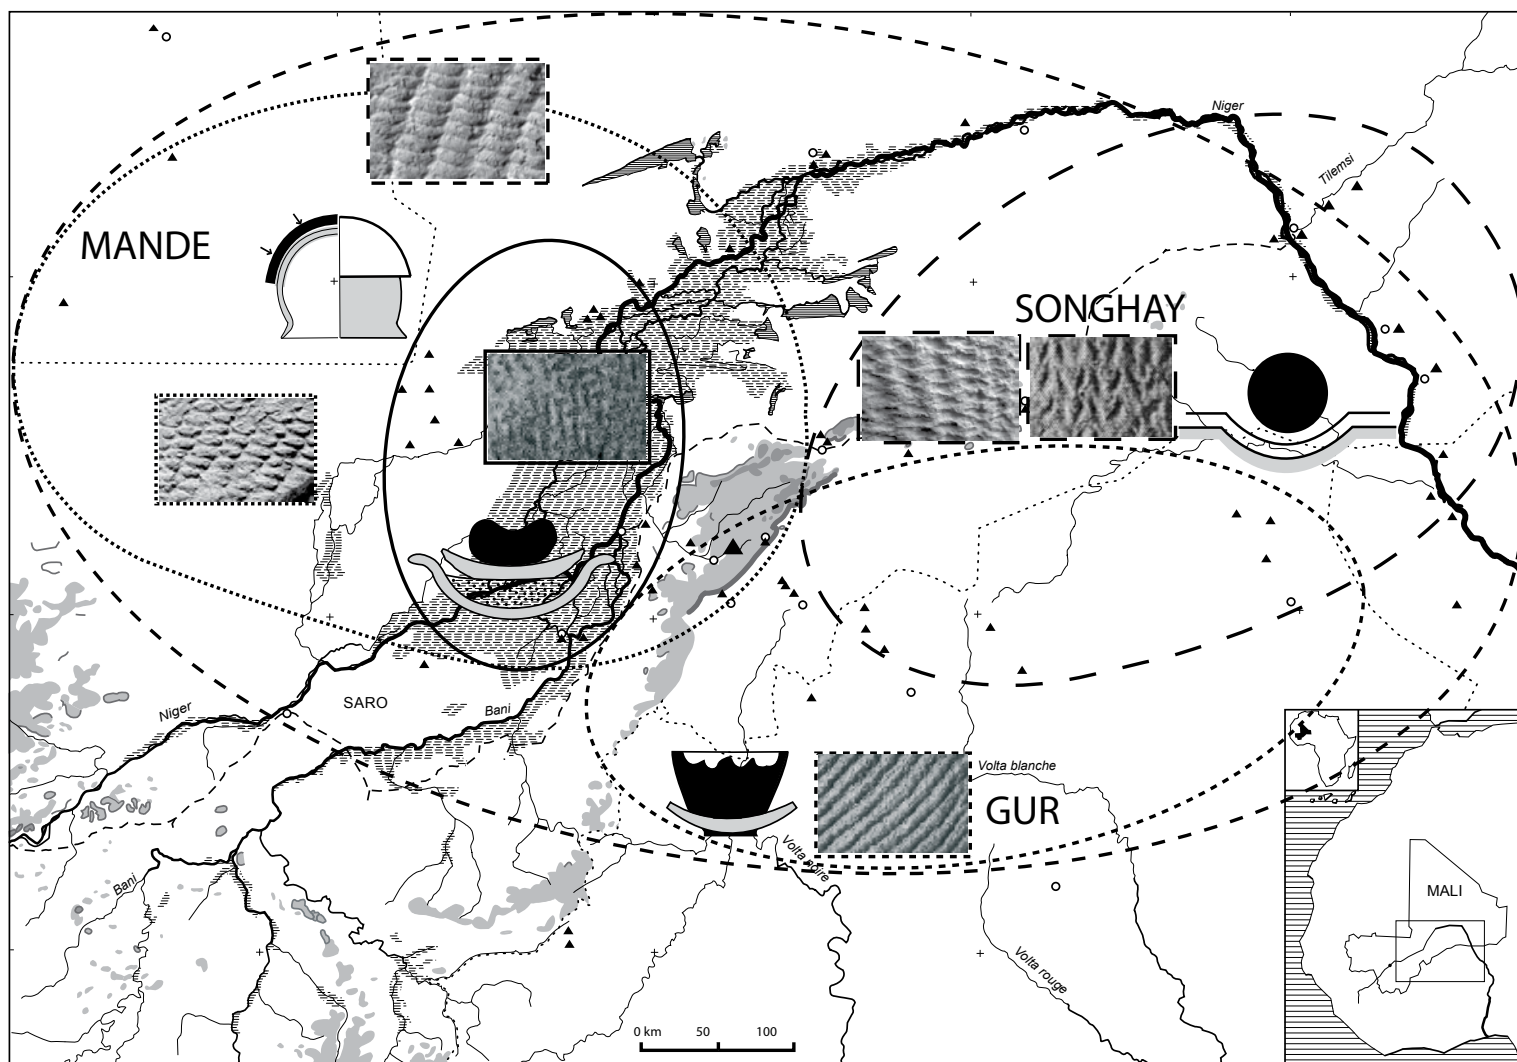 Niger
Tilemsi
MANDE
SONGHAY
SARO
Niger
Bani
Volta blanche
GUR
Volta noire
Bani
MALI
Volta rouge
0 km 50 100